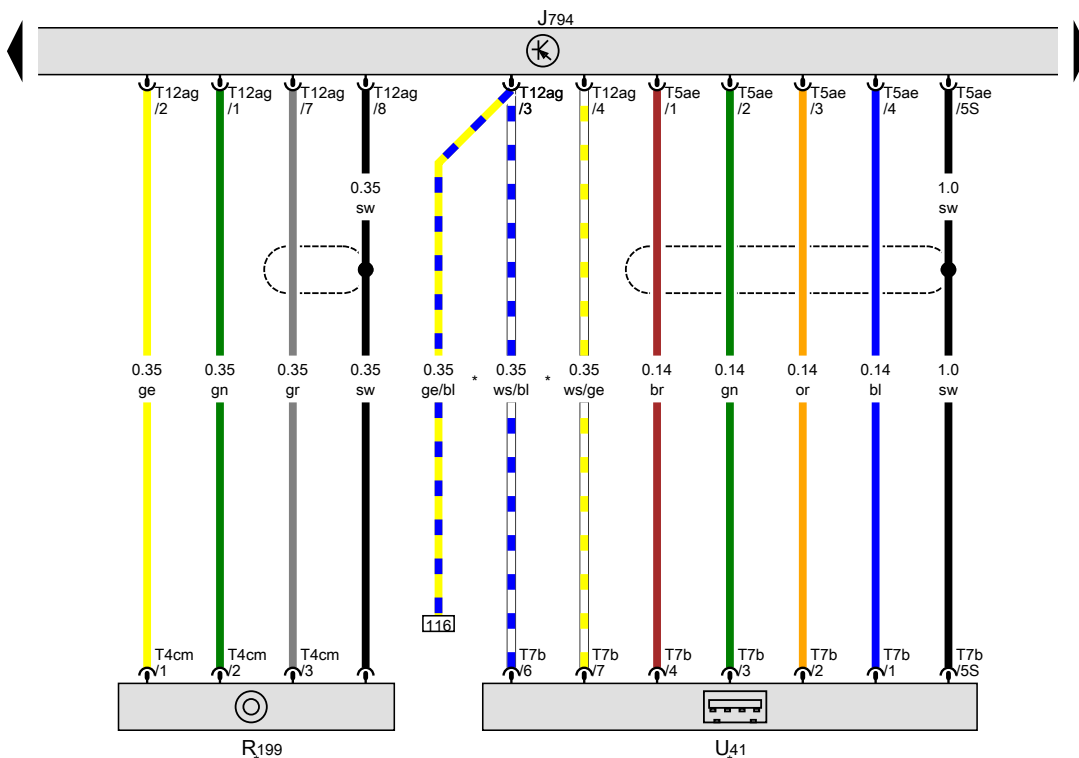 J794
T12ag
/2
T12ag
/1
T12ag
/7
T12ag
/8
T12ag
/3
T12ag
/4
T5ae
/1
T5ae
/2
T5ae
/3
T5ae
/4
T5ae
/5S
0.35
sw
1.0
sw
0.35
ge
0.35
gn
0.35
gr
0.35
sw
0.35
ge/bl
*
0.35
ws/bl
*
0.35
ws/ge
0.14
br
0.14
gn
0.14
or
0.14
bl
1.0
sw
116
T4cm
/1
T4cm
/2
T4cm
/3
T7b
/6
T7b
/7
T7b
/4
T7b
/3
T7b
/2
T7b
/1
T7b
/5S
R199
U41